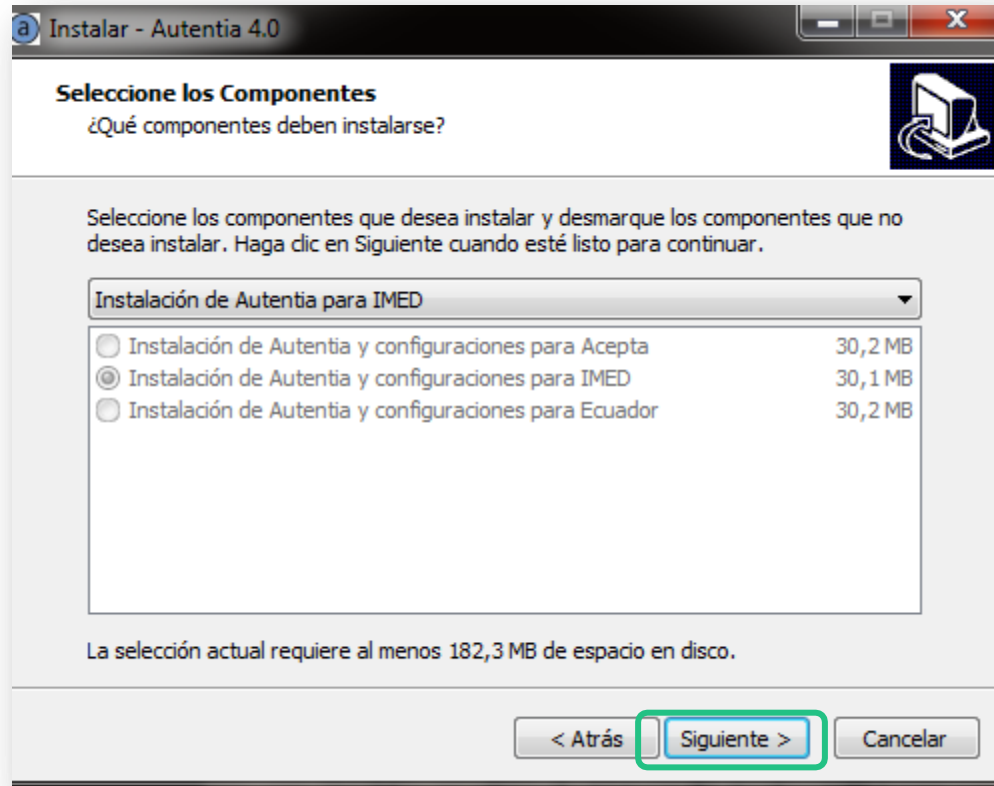 a Instalar - Autentia 4.0
Seleccione los Componentes
¿Qué componentes deben instalarse?
Seleccione los componentes que desea instalar y desmarque los componentes que no
desea instalar. Haga clic en Siguiente cuando esté listo para continuar.
Instalación de Autentia para IMED
Instalación de Autentia y configuraciones para Acepta 30,2 MB
Instalación de Autentia y configuraciones para IMED 30,1 MB
Instalación de Autentia y configuraciones para Ecuador 30,2 MB
La selección actual requiere al menos 182,3 MB de espacio en disco.
< Atrás Siguiente > Cancelar